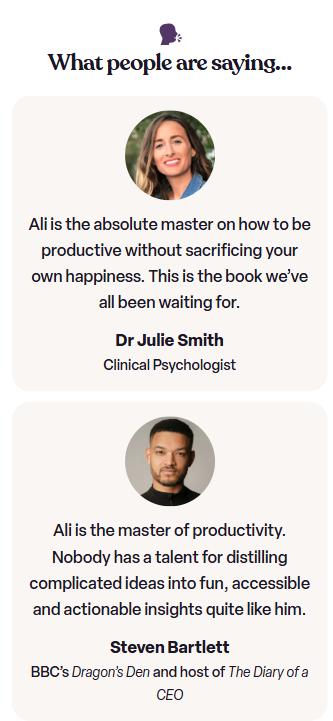 What people are saying...
Ali is the absolute master on how to be
productive without sacrificing your
own happiness. This is the book we’ve
all been waiting for.
Dr Julie Smith
Clinical Psychologist
Ali is the master of productivity.
Nobody has a talent for distilling
complicated ideas into fun, accessible
and actionable insights quite like him.
Steven Bartlett
BBC’s Dragon’s Den and host of The Diary of a
CEO